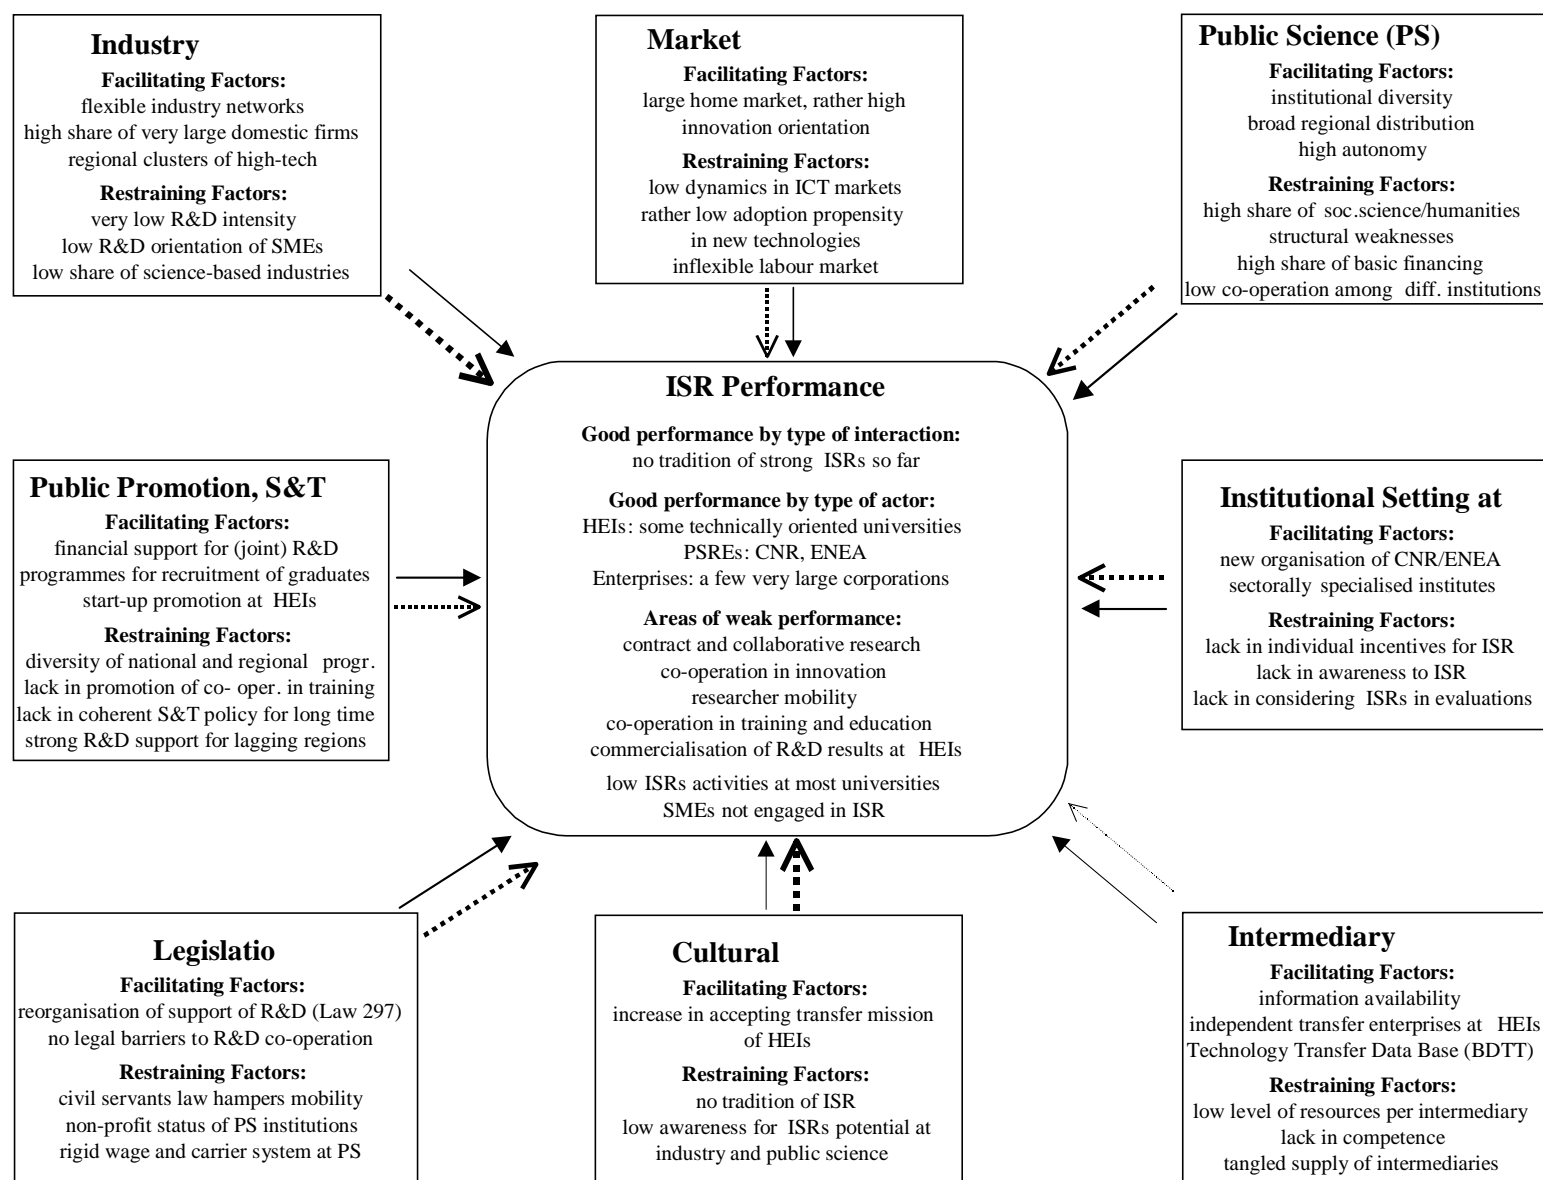 Industry
Facilitating Factors:
flexible industry networks
high share of very large domestic firms
regional clusters of high-tech
Restraining Factors:
very low R&D intensity
low R&D orientation of SMEs
low share of science-based industries
Market
Facilitating Factors:
large home market, rather high
innovation orientation
Restraining Factors:
low dynamics in ICT markets
rather low adoption propensity
in new technologies
inflexible labour market
Public Science (PS)
Facilitating Factors:
institutional diversity
broad regional distribution
high autonomy
Restraining Factors:
high share of soc.science/humanities
structural weaknesses
high share of basic financing
low co-operation among diff. institutions
Public Promotion, S&T
Facilitating Factors:
financial support for (joint) R&D
programmes for recruitment of graduates
start-up promotion at HEIs
Restraining Factors:
diversity of national and regional progr.
lack in promotion of co- oper. in training
lack in coherent S&T policy for long time
strong R&D support for lagging regions
ISR Performance
Good performance by type of interaction:
no tradition of strong ISRs so far
Good performance by type of actor:
HEIs: some technically oriented universities
PSREs: CNR, ENEA
Enterprises: a few very large corporations
Areas of weak performance:
contract and collaborative research
co-operation in innovation
researcher mobility
co-operation in training and education
commercialisation of R&D results at HEIs
low ISRs activities at most universities
SMEs not engaged in ISR
Institutional Setting at
Facilitating Factors:
new organisation of CNR/ENEA
sectorally specialised institutes
Restraining Factors:
lack in individual incentives for ISR
lack in awareness to ISR
lack in considering ISRs in evaluations
Legislatio
Facilitating Factors:
reorganisation of support of R&D (Law 297)
no legal barriers to R&D co-operation
Restraining Factors:
civil servants law hampers mobility
non-profit status of PS institutions
rigid wage and carrier system at PS
Cultural
Facilitating Factors:
increase in accepting transfer mission
of HEIs
Restraining Factors:
no tradition of ISR
low awareness for ISRs potential at
industry and public science
Intermediary
Facilitating Factors:
information availability
independent transfer enterprises at HEIs
Technology Transfer Data Base (BDTT)
Restraining Factors:
low level of resources per intermediary
lack in competence
tangled supply of intermediaries